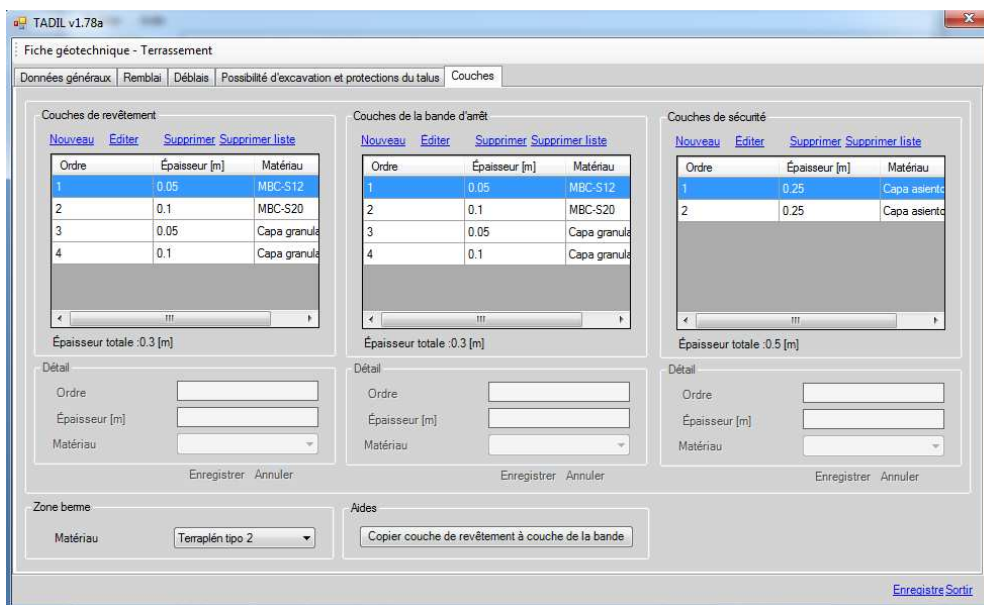 TADIL v1.78a
Fiche géotechnique - Terrassement
Données généraux Remblai Déblais Possibilité d'excavation et protections du talus Couches
Couches de revêtement
Nouveau Éditer Supprimer Supprimer liste
Ordre Épaisseur [m] Matériau
1 0.05 MBC-S12
2 0.1 MBC-S20
3 0.05 Capa granula
4 0.1 Capa granula
Épaisseur totale :0.3 [m]
Détail
Ordre
Épaisseur [m]
Matériau
Enregistrer Annuler
Couches de la bande d'arrêt
Nouveau Éditer Supprimer Supprimer liste
Ordre Épaisseur [m] Matériau
1 0.05 MBC-S12
2 0.1 MBC-S20
3 0.05 Capa granula
4 0.1 Capa granula
Épaisseur totale :0.3 [m]
Détail
Ordre
Épaisseur [m]
Matériau
Enregistrer Annuler
Couches de sécurité
Nouveau Éditer Supprimer Supprimer liste
Ordre Épaisseur [m] Matériau
1 0.25 Capa asiento
2 0.25 Capa asiento
Épaisseur totale :0.5 [m]
Détail
Ordre
Épaisseur [m]
Matériau
Enregistrer Annuler
Zone berme
Matériau Terraplén tipo 2
Aides
Copier couche de revêtement à couche de la bande
Enregistre Sortir